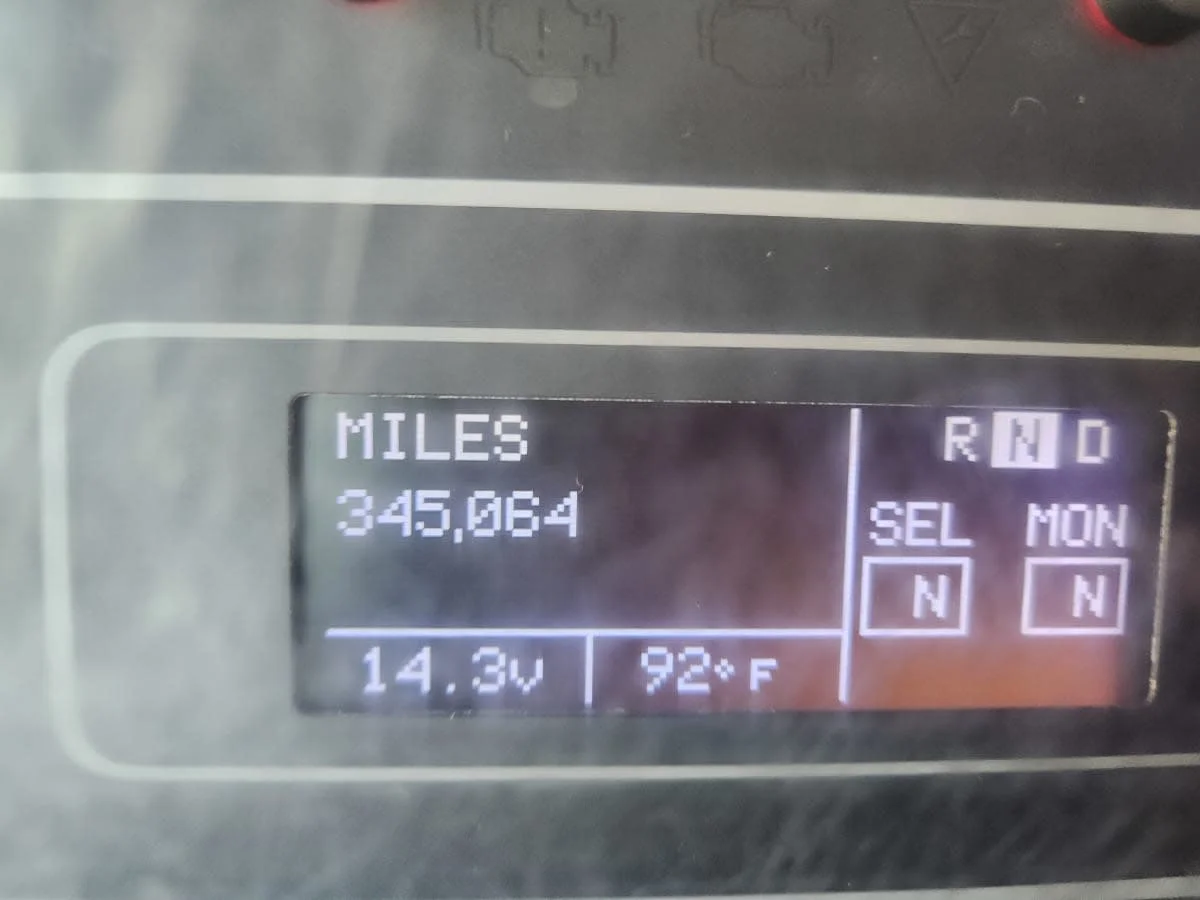 MILES
345,064
14.3V 92° F
R N D
SEL MON
N N